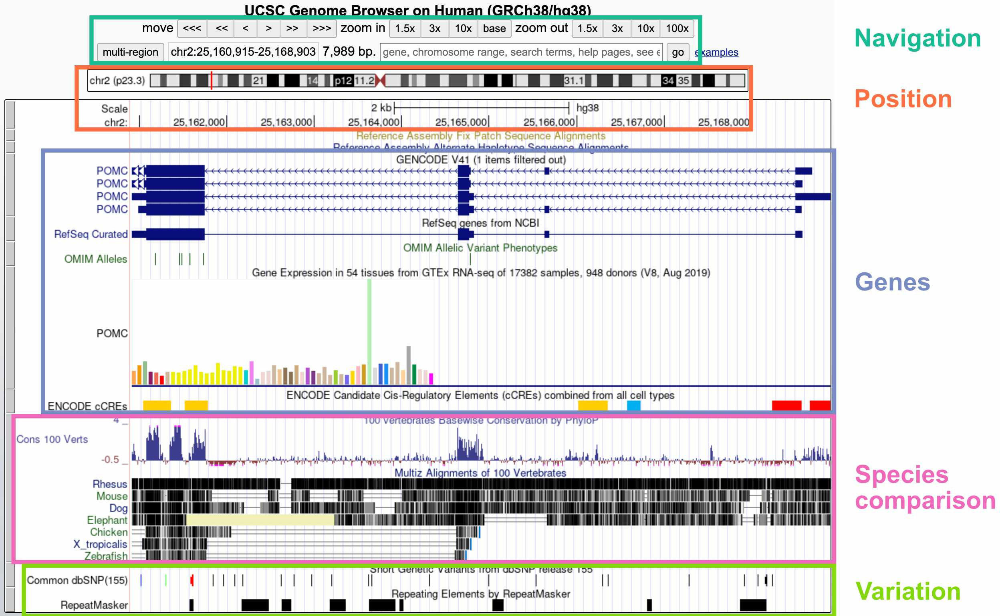 UCSC Genome Browser on Human (GRCh38/hg38)
move <<< << < > >> >>> zoom in 1.5x 3x 10x base zoom out 1.5x 3x 10x 100x
Navigation
multi-region chr2:25,160,915-25,168,903 7,989 bp. gene, chromosome range, search terms, help pages, see e go examples
chr2 (p23.3) 21 14 p12 11.2 31.1 34 35
Position
Scale 2 kb hg38
chr2: 25,162,000 25,163,000 25,164,000 25,165,000 25,166,000 25,167,000 25,168,000
Reference Assembly Fix Patch Sequence Alignments
Reference Assembly Alternate Haplotype Sequence Alignments
GENCODE V41 (1 items filtered out)
POMC
POMC
POMC
POMC
RefSeq genes from NCBI
RefSeq Curated
OMIM Allelic Variant Phenotypes
OMIM Alleles
Gene Expression in 54 tissues from GTEx RNA-seq of 17382 samples, 948 donors (V8, Aug 2019)
Genes
POMC
ENCODE Candidate Cis-Regulatory Elements (cCREs) combined from all cell types
ENCODE cCREs
100 Vertebrates Basewise Conservation by PhyloP
4 _
Cons 100 Verts
-0.5 _
Multiz Alignments of 100 Vertebrates
Species
comparison
Rhesus
Mouse
Dog
Elephant
Chicken
X_tropicalis
Zebrafish
Short Genetic Variants from dbSNP release 155
Common dbSNP(155)
Variation
Repeating Elements by RepeatMasker
RepeatMasker